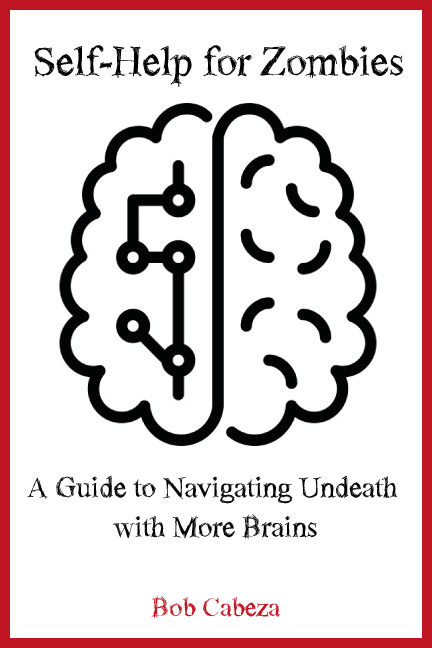 Self-Help for Zombies
A Guide to Navigating Undeath
with More Brains
Bob Cabeza